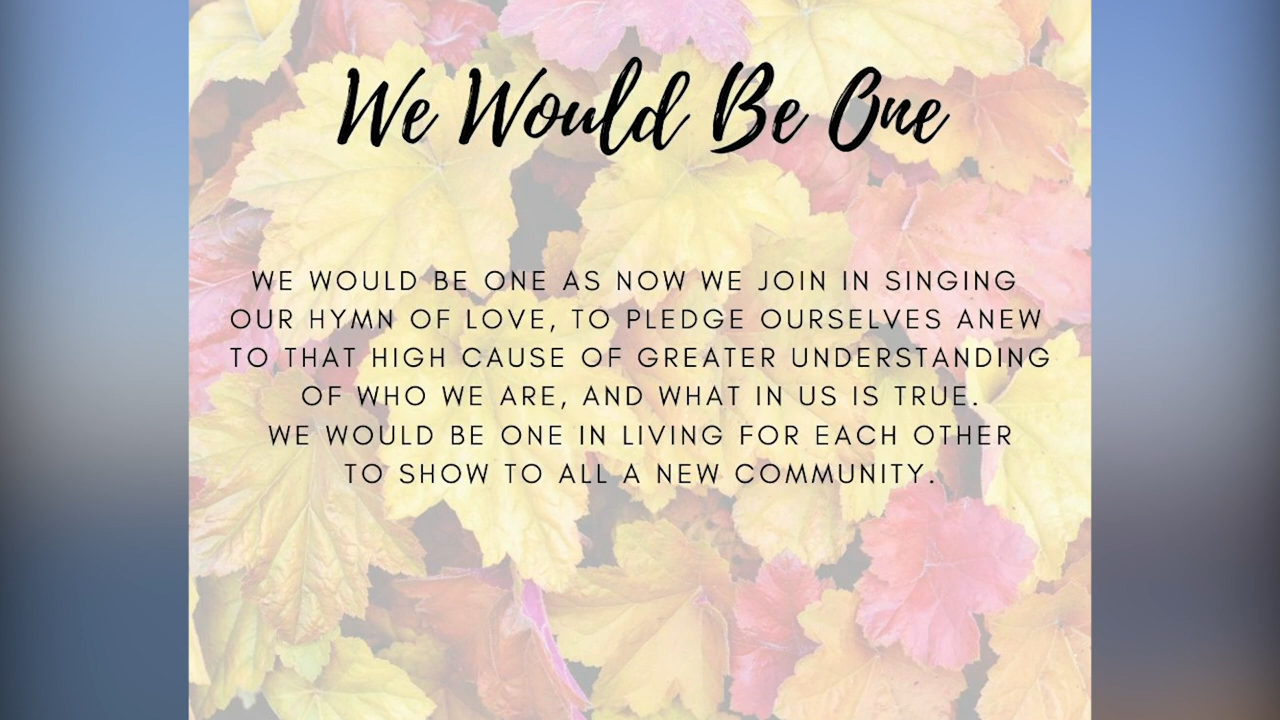 We Would Be One
WE WOULD BE ONE AS NOW WE JOIN IN SINGING
OUR HYMN OF LOVE, TO PLEDGE OURSELVES ANEW
TO THAT HIGH CAUSE OF GREATER UNDERSTANDING
OF WHO WE ARE, AND WHAT IN US IS TRUE.
WE WOULD BE ONE IN LIVING FOR EACH OTHER
TO SHOW TO ALL A NEW COMMUNITY.